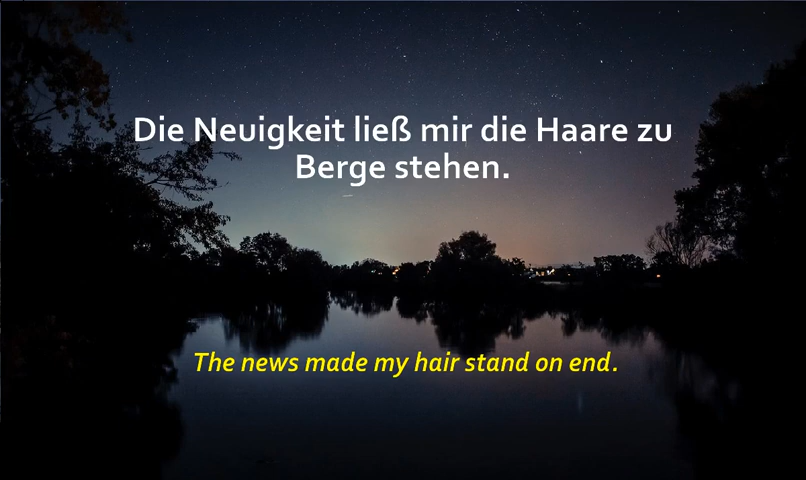 Die Neuigkeit ließ mir die Haare zu
Berge stehen.
The news made my hair stand on end.